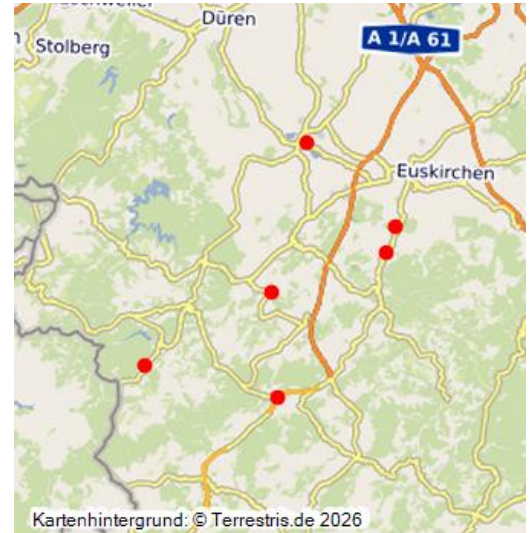 Düren
Stolberg
A 1/A 61
Euskirchen
Kartenhintergrund: © Terrestris.de 2026